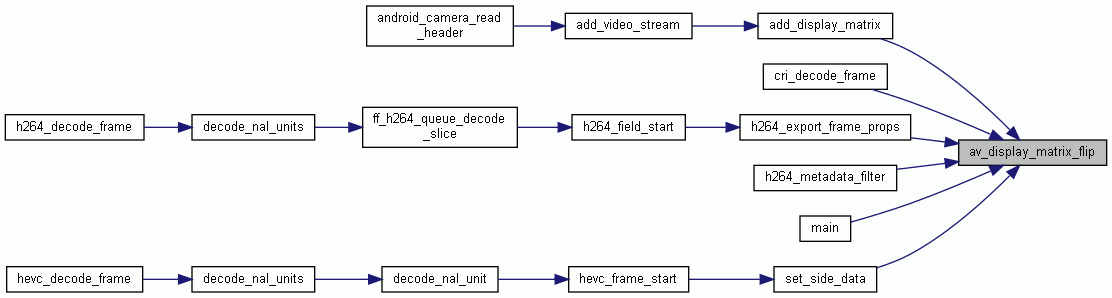 android_camera_read
_header
add_video_stream
add_display_matrix
cri_decode_frame
h264_decode_frame
decode_nal_units
ff_h264_queue_decode
_slice
h264_field_start
h264_export_frame_props
av_display_matrix_flip
h264_metadata_filter
main
hevc_decode_frame
decode_nal_units
decode_nal_unit
hevc_frame_start
set_side_data